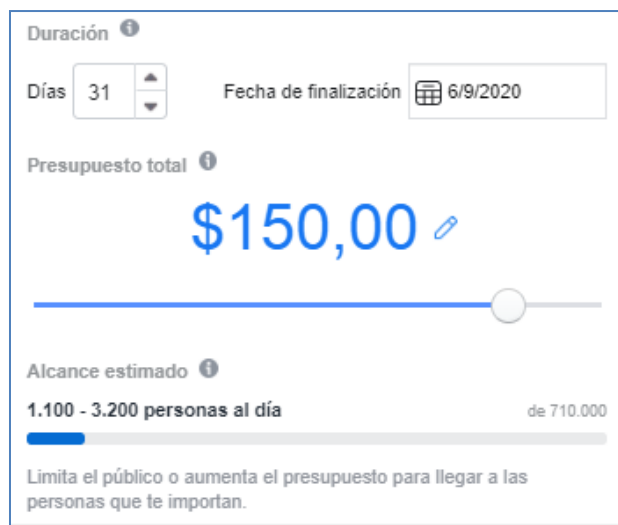 Duración
Días 31 Fecha de finalización 6/9/2020
Presupuesto total
$150,00
Alcance estimado
1.100 - 3.200 personas al día de 710.000
Limita el público o aumenta el presupuesto para llegar a las
personas que te importan.